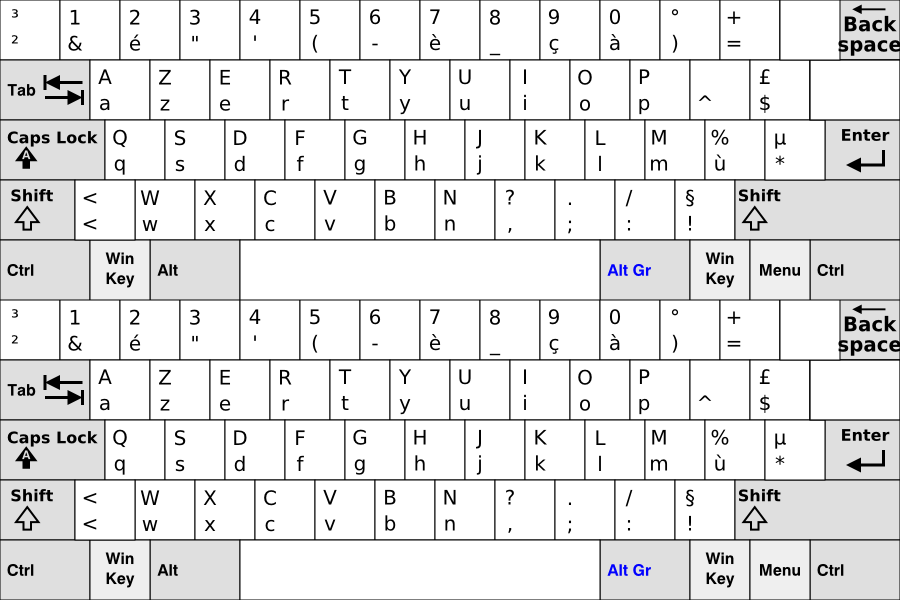 ³ 1 2 3 4 5 6 7 8 9 0 ° + Back
² & é " ' ( - è _ ç à ) = space
Tab A Z E R T Y U I O P £
a z e r t y u i o p ^ $
Caps Lock Q S D F G H J K L M % µ Enter
A q s d f g h j k l m ù *
Shift < W X C V B N ? . / § Shift
< w x c v b n , ; : !
Ctrl Win Key Alt Alt Gr Win Key Menu Ctrl
³ 1 2 3 4 5 6 7 8 9 0 ° + Back
² & é " ' ( - è _ ç à ) = space
Tab A Z E R T Y U I O P £
a z e r t y u i o p ^ $
Caps Lock Q S D F G H J K L M % µ Enter
A q s d f g h j k l m ù *
Shift < W X C V B N ? . / § Shift
< w x c v b n , ; : !
Ctrl Win Key Alt Alt Gr Win Key Menu Ctrl